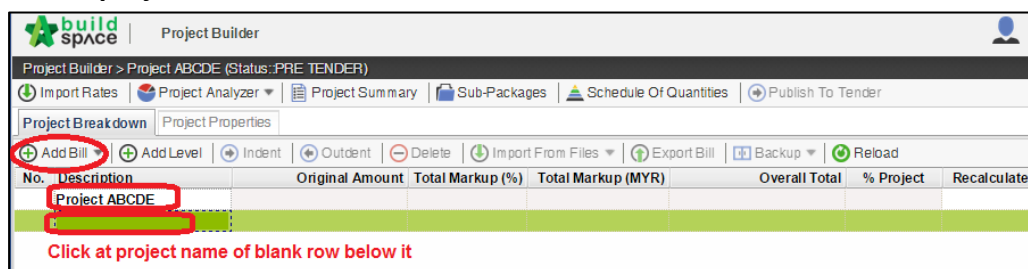 build
space
Project Builder
Project Builder > Project ABCDE (Status::PRE TENDER)
Import Rates Project Analyzer Project Summary Sub-Packages Schedule Of Quantities Publish To Tender
Project Breakdown Project Properties
Add Bill Add Level Indent Outdent Delete Import From Files Export Bill Backup Reload
No. Description Original Amount Total Markup (%) Total Markup (MYR) Overall Total % Project Recalculate
Project ABCDE
Click at project name of blank row below it